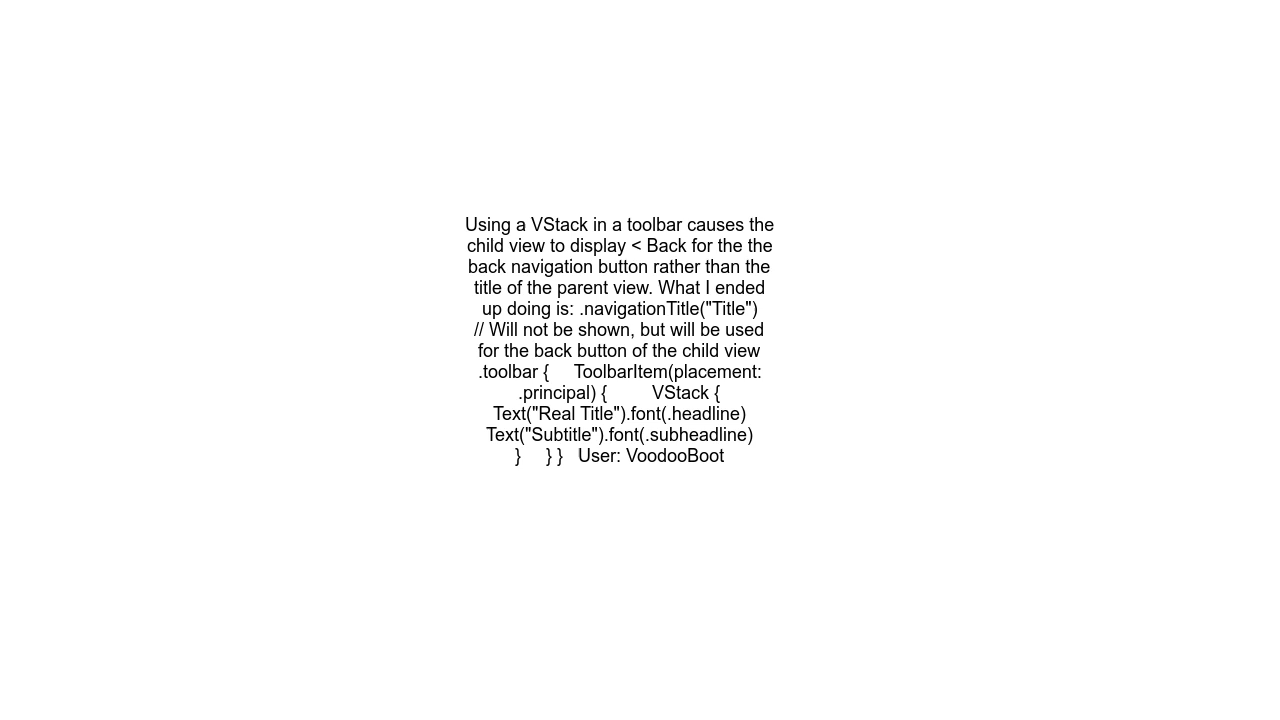 Using a VStack in a toolbar causes the
child view to display < Back for the the
back navigation button rather than the
title of the parent view. What I ended
up doing is: .navigationTitle("Title")
// Will not be shown, but will be used
for the back button of the child view
.toolbar {     ToolbarItem(placement:
.principal) {         VStack {
Text("Real Title").font(.headline)
Text("Subtitle").font(.subheadline)
}     } }   User: VoodooBoot